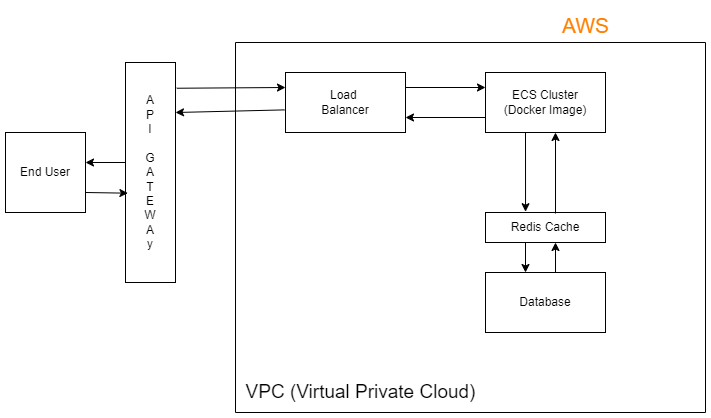 AWS
Load
Balancer
ECS Cluster
(Docker Image)
A
P
I
G
A
T
E
W
A
y
End User
Redis Cache
Database
VPC (Virtual Private Cloud)